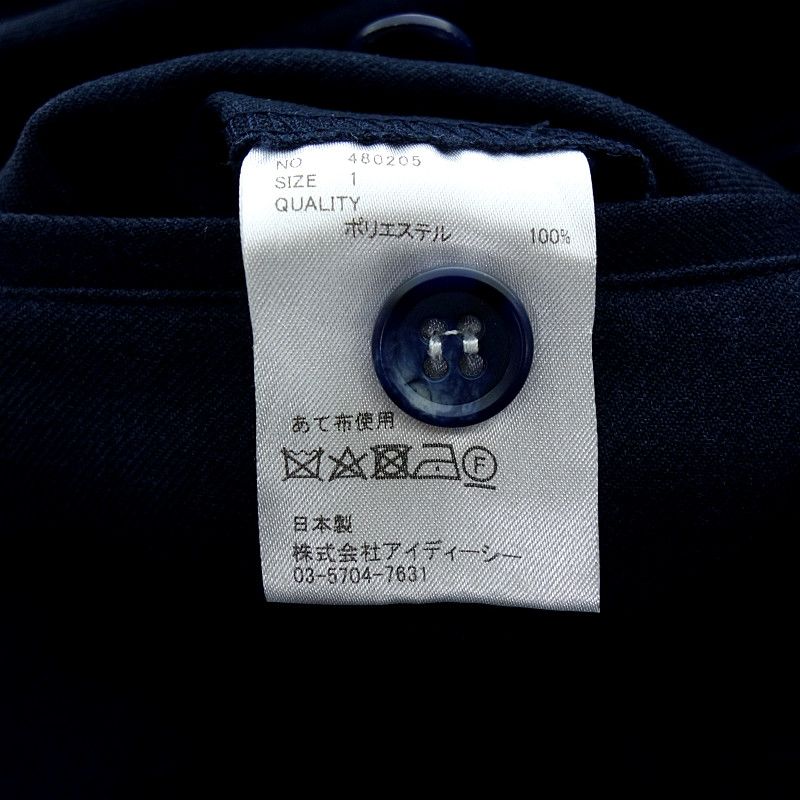 NO 480205
SIZE 1
QUALITY
ポリエステル 100%
あて布使用
F
日本製
株式会社アイディーシー
03-5704-7631